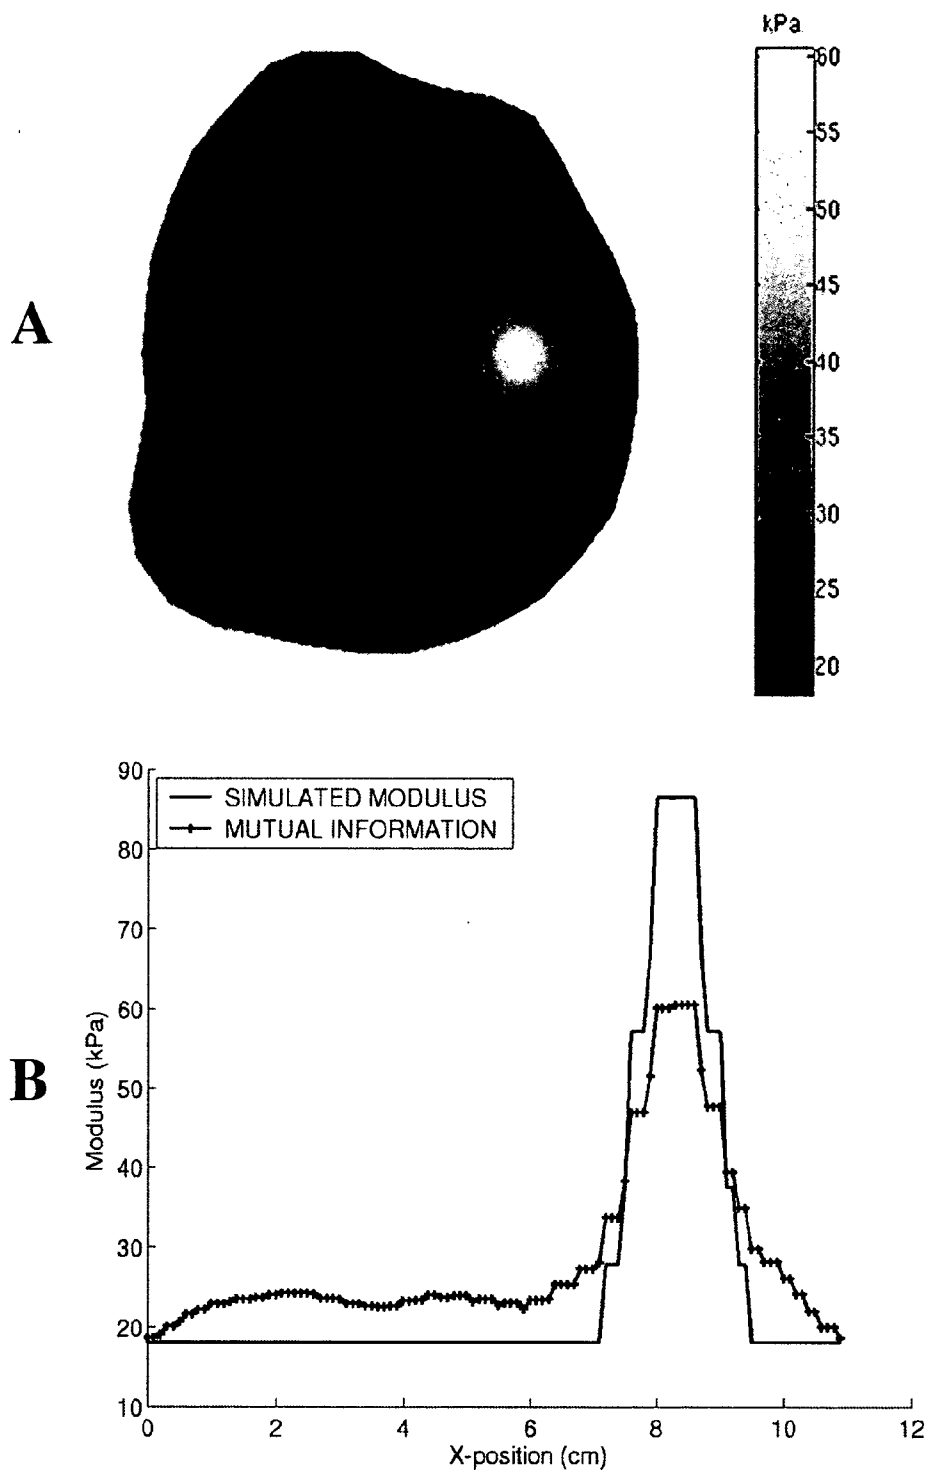 kPa
60
55
50
45
A
40
35
30
25
20
90
SIMULATED MODULUS
MUTUAL INFORMATION
80
70
60
B
Modulus (kPa)
50
40
30
20
10
0 2 4 6 8 10 12
X-position (cm)